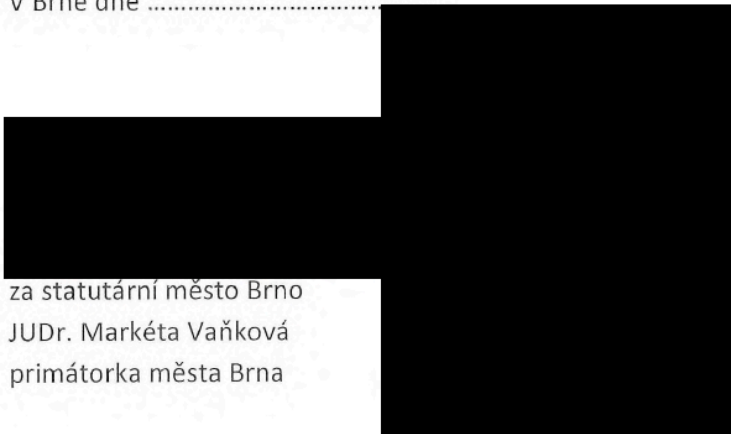 V Brně dne ....................................
za statutární město Brno
JUDr. Markéta Vaňková
primátorka města Brna